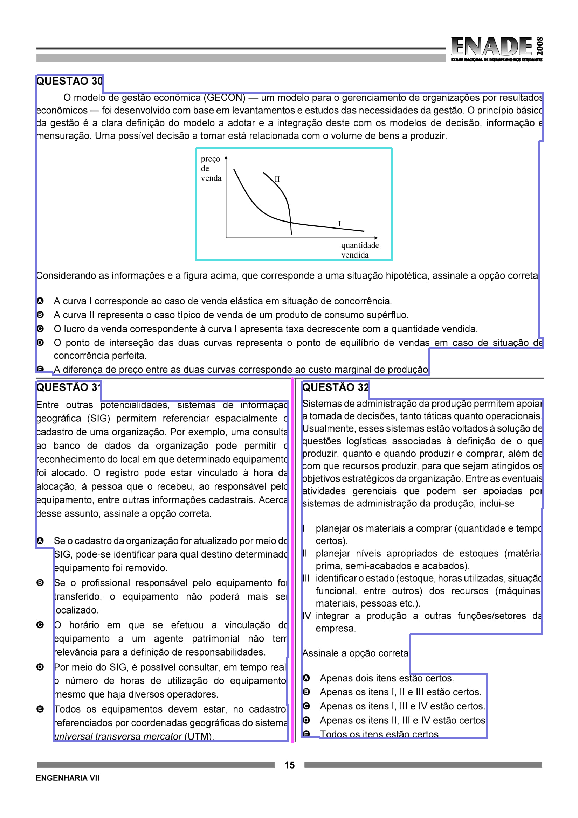 ENADE 2008
EXAME NACIONAL DE DESEMPENHO DOS ESTUDANTES
QUESTÃO 30
O modelo de gestão econômica (GECON) — um modelo para o gerenciamento de organizações por resultados
econômicos — foi desenvolvido com base em levantamentos e estudos das necessidades da gestão. O princípio básico
da gestão é a clara definição do modelo a adotar e a integração deste com os modelos de decisão, informação e
mensuração. Uma possível decisão a tomar está relacionada com o volume de bens a produzir.
preço
de
venda
II
I
quantidade
vendida
Considerando as informações e a figura acima, que corresponde a uma situação hipotética, assinale a opção correta.
A A curva I corresponde ao caso de venda elástica em situação de concorrência.
B A curva II representa o caso típico de venda de um produto de consumo supérfluo.
C O lucro da venda correspondente à curva I apresenta taxa decrescente com a quantidade vendida.
D O ponto de interseção das duas curvas representa o ponto de equilíbrio de vendas em caso de situação de
concorrência perfeita.
E A diferença de preço entre as duas curvas corresponde ao custo marginal de produção.
QUESTÃO 31
Entre outras potencialidades, sistemas de informação
geográfica (SIG) permitem referenciar espacialmente o
cadastro de uma organização. Por exemplo, uma consulta
ao banco de dados da organização pode permitir o
reconhecimento do local em que determinado equipamento
foi alocado. O registro pode estar vinculado à hora da
alocação, à pessoa que o recebeu, ao responsável pelo
equipamento, entre outras informações cadastrais. Acerca
desse assunto, assinale a opção correta.
A Se o cadastro da organização for atualizado por meio do
SIG, pode-se identificar para qual destino determinado
equipamento foi removido.
B Se o profissional responsável pelo equipamento for
transferido, o equipamento não poderá mais ser
localizado.
C O horário em que se efetuou a vinculação do
equipamento a um agente patrimonial não tem
relevância para a definição de responsabilidades.
D Por meio do SIG, é possível consultar, em tempo real,
o número de horas de utilização do equipamento,
mesmo que haja diversos operadores.
E Todos os equipamentos devem estar, no cadastro,
referenciados por coordenadas geográficas do sistema
universal transversa mercator (UTM).
QUESTÃO 32
Sistemas de administração da produção permitem apoiar
a tomada de decisões, tanto táticas quanto operacionais.
Usualmente, esses sistemas estão voltados à solução de
questões logísticas associadas à definição de o que
produzir, quanto e quando produzir e comprar, além de
com que recursos produzir, para que sejam atingidos os
objetivos estratégicos da organização. Entre as eventuais
atividades gerenciais que podem ser apoiadas por
sistemas de administração da produção, inclui-se
I planejar os materiais a comprar (quantidade e tempo
certos).
II planejar níveis apropriados de estoques (matéria-
prima, semi-acabados e acabados).
III identificar o estado (estoque, horas utilizadas, situação
funcional, entre outros) dos recursos (máquinas,
materiais, pessoas etc.).
IV integrar a produção a outras funções/setores da
empresa.
Assinale a opção correta.
A Apenas dois itens estão certos.
B Apenas os itens I, II e III estão certos.
C Apenas os itens I, III e IV estão certos.
D Apenas os itens II, III e IV estão certos.
E Todos os itens estão certos.
15
ENGENHARIA VII